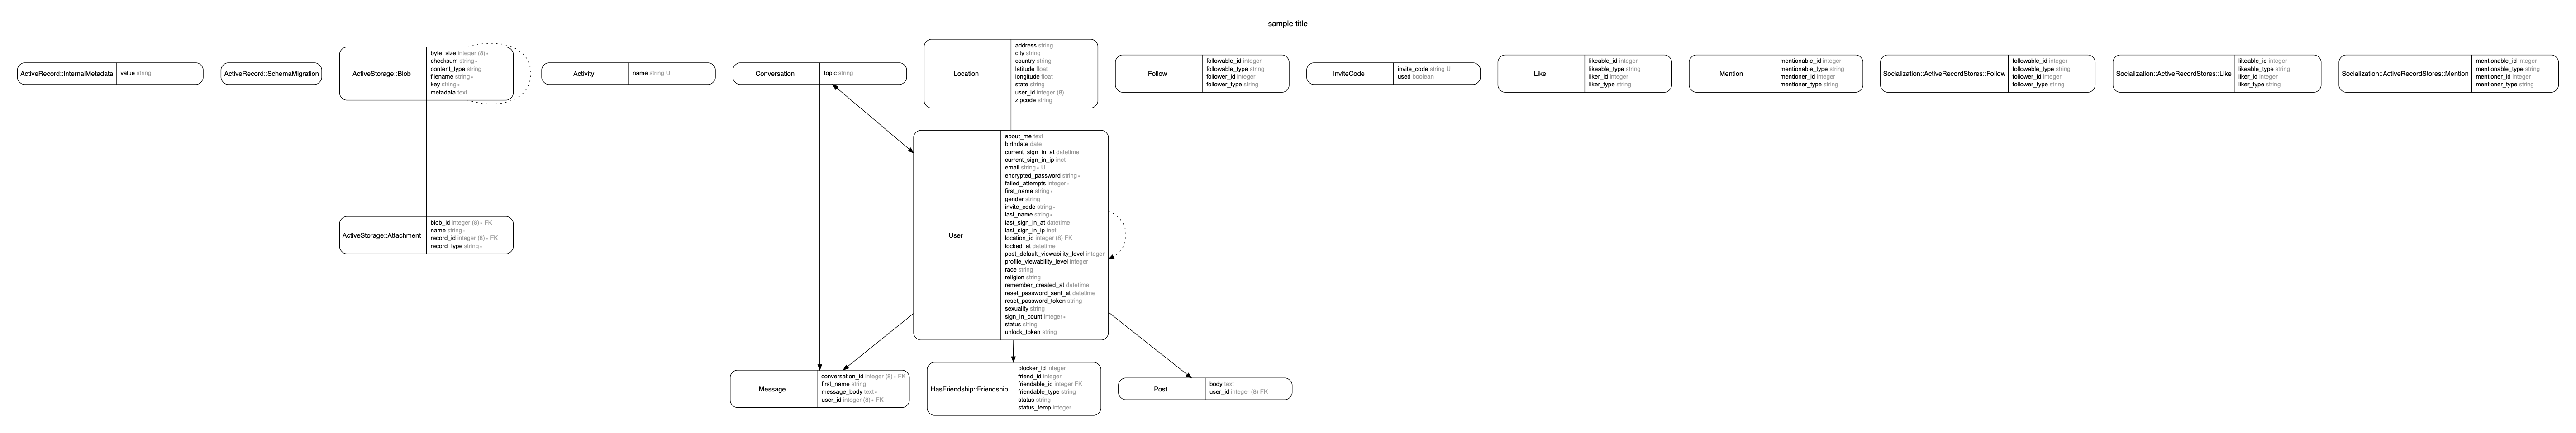 sample title
ActiveRecord::InternalMetadata
value string
ActiveRecord::SchemaMigration
ActiveStorage::Blob
byte_size integer (8) ∗
checksum string ∗
content_type string
filename string ∗
key string ∗
metadata text
Activity
name string U
Conversation
topic string
Location
address string
city string
country string
latitude float
longitude float
state string
user_id integer (8)
zipcode string
Follow
followable_id integer
followable_type string
follower_id integer
follower_type string
InviteCode
invite_code string U
used boolean
Like
likeable_id integer
likeable_type string
liker_id integer
liker_type string
Mention
mentionable_id integer
mentionable_type string
mentioner_id integer
mentioner_type string
Socialization::ActiveRecordStores::Follow
followable_id integer
followable_type string
follower_id integer
follower_type string
Socialization::ActiveRecordStores::Like
likeable_id integer
likeable_type string
liker_id integer
liker_type string
Socialization::ActiveRecordStores::Mention
mentionable_id integer
mentionable_type string
mentioner_id integer
mentioner_type string
User
about_me text
birthdate date
current_sign_in_at datetime
current_sign_in_ip inet
email string ∗ U
encrypted_password string ∗
failed_attempts integer ∗
first_name string ∗
gender string
invite_code string ∗
last_name string ∗
last_sign_in_at datetime
last_sign_in_ip inet
location_id integer (8) FK
locked_at datetime
post_default_viewability_level integer
profile_viewability_level integer
race string
religion string
remember_created_at datetime
reset_password_sent_at datetime
reset_password_token string
sexuality string
sign_in_count integer ∗
status string
unlock_token string
ActiveStorage::Attachment
blob_id integer (8) ∗ FK
name string ∗
record_id integer (8) ∗ FK
record_type string ∗
Message
conversation_id integer (8) ∗ FK
first_name string
message_body text ∗
user_id integer (8) ∗ FK
HasFriendship::Friendship
blocker_id integer
friend_id integer
friendable_id integer FK
friendable_type string
status string
status_temp integer
Post
body text
user_id integer (8) FK